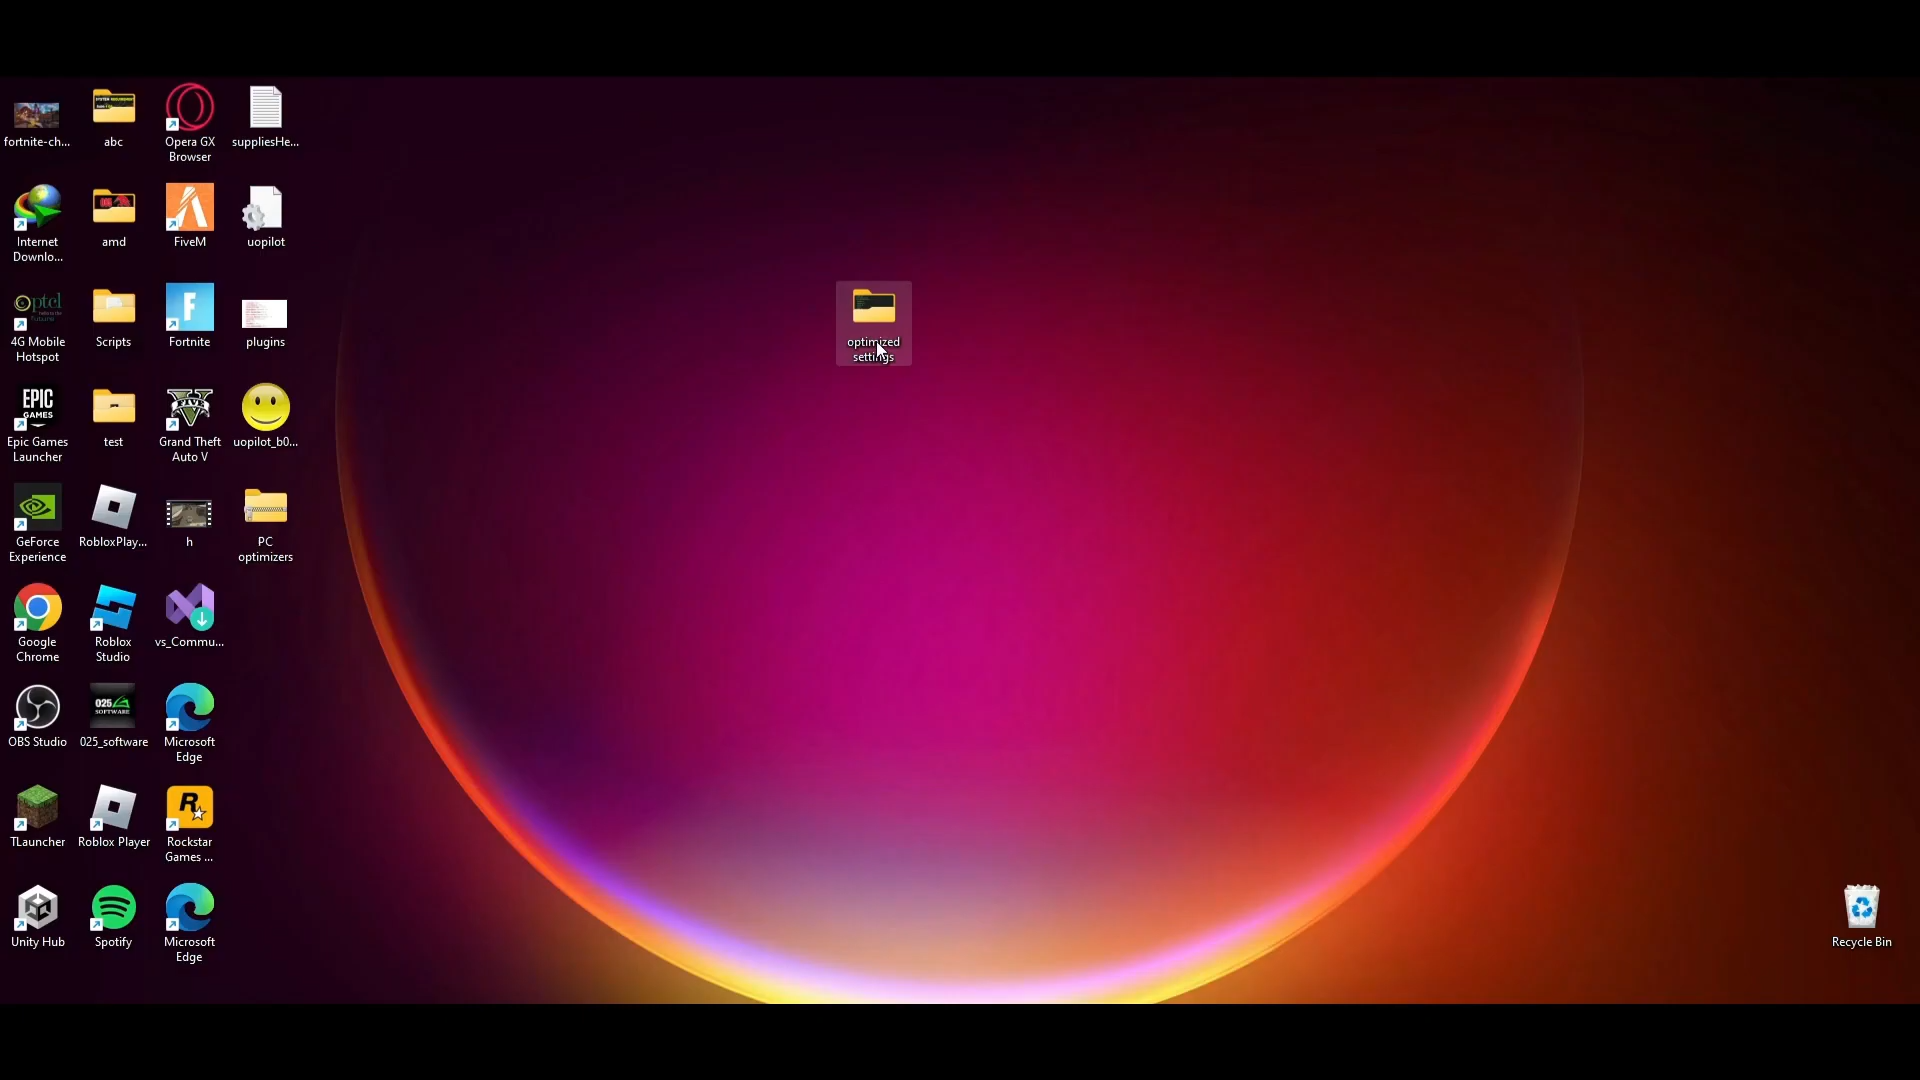 fortnite-ch...
abc
Opera GX
Browser
suppliesHe...
Internet
Downlo...
amd
FiveM
uopilot
ptcl
4G Mobile
Hotspot
Scripts
Fortnite
plugins
optimized
settings
EPIC
GAMES
Epic Games
Launcher
test
FIVE
Grand Theft
Auto V
uopilot_b0...
GeForce
Experience
RobloxPlay...
h
PC
optimizers
Google
Chrome
Roblox
Studio
vs_Commu...
OBS Studio
025
SOFTWARE
025_software
Microsoft
Edge
TLauncher
Roblox Player
Rockstar
Games ...
Unity Hub
Spotify
Microsoft
Edge
Recycle Bin